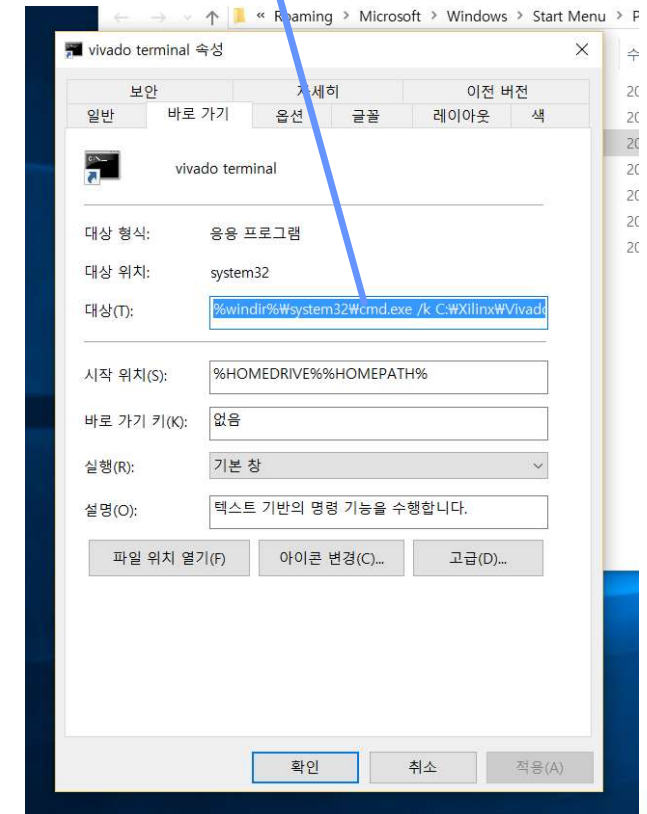 « Roaming > Microsoft > Windows > Start Menu >
vivado terminal 속성
보안 자세히 이전 버전
일반 바로 가기 옵션 글꼴 레이아웃 색
vivado terminal
대상 형식: 응용 프로그램
대상 위치: system32
대상(T): %windir%₩system32₩cmd.exe /k C:₩Xilinx₩Vivado
시작 위치(S): %HOMEDRIVE%%HOMEPATH%
바로 가기 키(K): 없음
실행(R): 기본 창
설명(O): 텍스트 기반의 명령 기능을 수행합니다.
파일 위치 열기(F) 아이콘 변경(C)... 고급(D)...
확인 취소 적용(A)